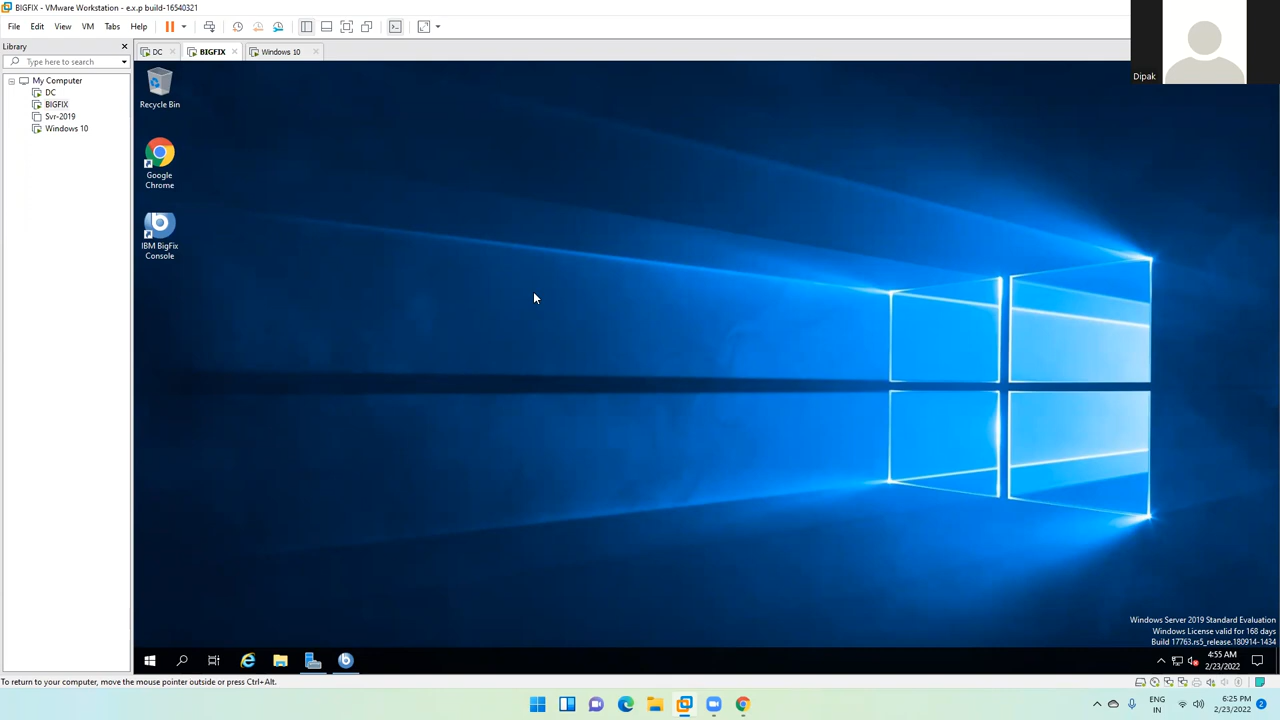 BIGFIX - VMware Workstation - e.x.p build-16540321
File Edit View VM Tabs Help
Library
Type here to search
My Computer
DC
BIGFIX
Svr-2019
Windows 10
DC
BIGFIX
Windows 10
Dipak
Recycle Bin
Google
Chrome
IBM BigFix
Console
Windows Server 2019 Standard Evaluation
Windows License valid for 168 days
Build 17763.rs5_release.180914-1434
4:55 AM
2/23/2022
To return to your computer, move the mouse pointer outside or press Ctrl+Alt.
ENG
IN
6:25 PM
2/23/2022
2